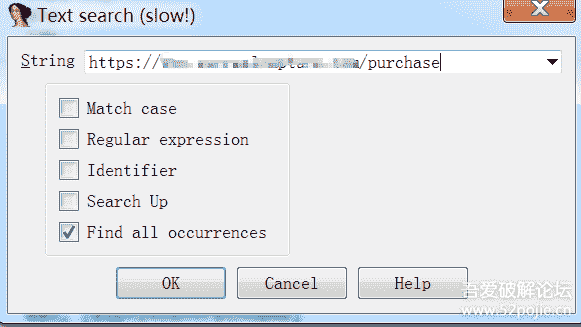 Text search (slow!)
String https:// /purchase
Match case
Regular expression
Identifier
Search Up
Find all occurrences
OK Cancel Help
吾爱破解论坛
www.52pojie.cn